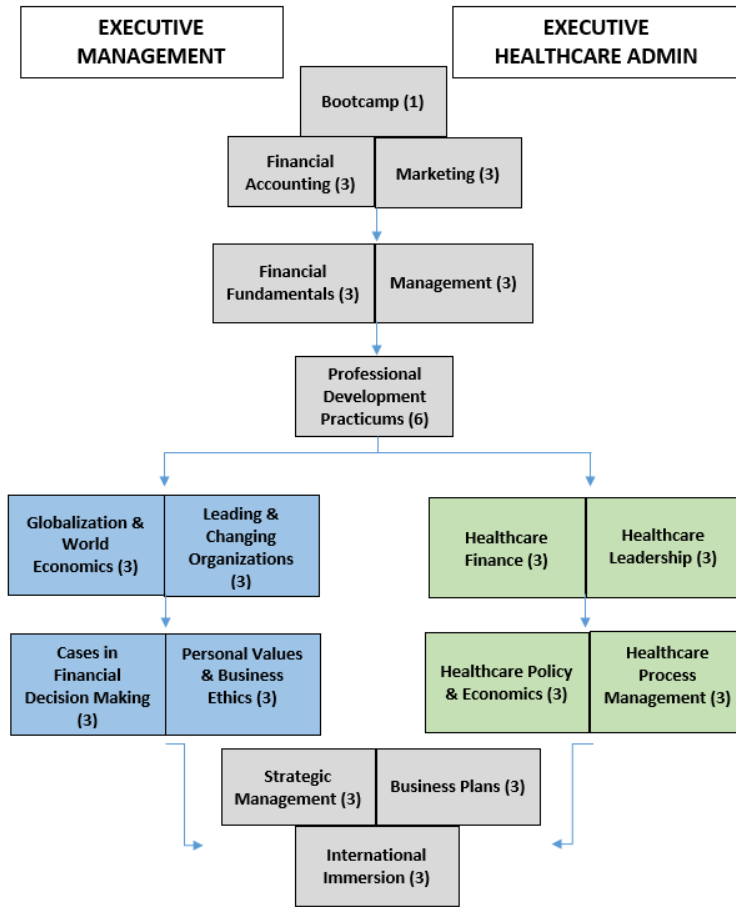 EXECUTIVE
MANAGEMENT
EXECUTIVE
HEALTHCARE ADMIN
Bootcamp (1)
Financial
Accounting (3)
Marketing (3)
Financial
Fundamentals (3)
Management (3)
Professional
Development
Practicums (6)
Globalization &
World
Economics (3)
Leading &
Changing
Organizations
(3)
Healthcare
Finance (3)
Healthcare
Leadership (3)
Cases in
Financial
Decision Making
(3)
Personal Values
& Business
Ethics (3)
Healthcare Policy
& Economics (3)
Healthcare
Process
Management (3)
Strategic
Management (3)
Business Plans (3)
International
Immersion (3)